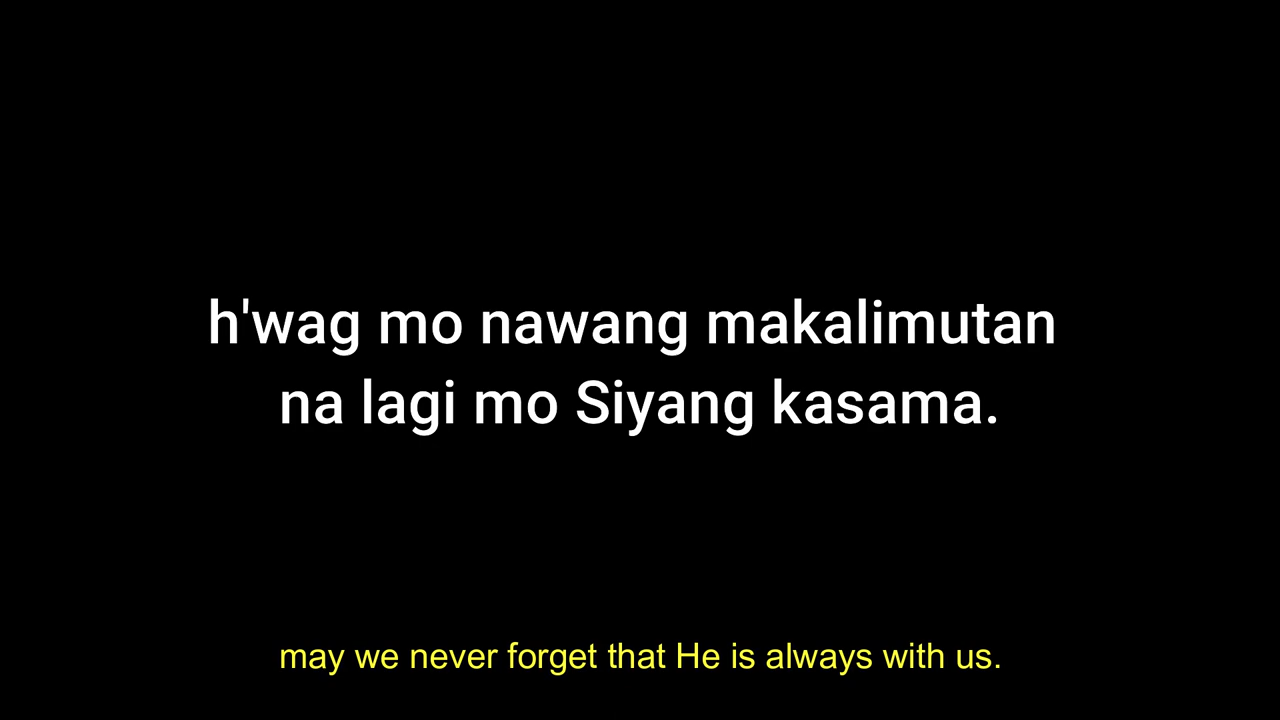 h'wag mo nawang makalimutan
na lagi mo Siyang kasama.
may we never forget that He is always with us.